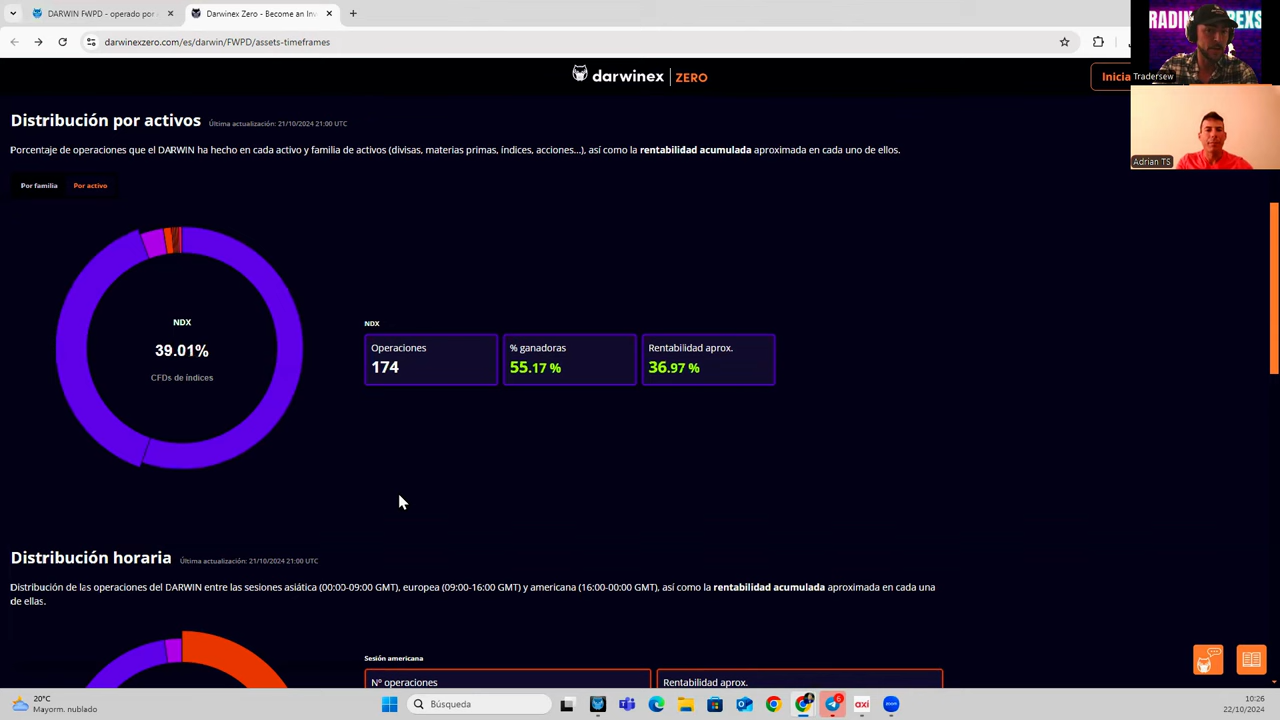 DARWIN FWPD - operado por
Darwinex Zero - Become an Inv
darwinexzero.com/es/darwin/FWPD/assets-timeframes
darwinex ZERO
Inicia
Tradersew
Adrian TS
Distribución por activos Última actualización: 21/10/2024 21:00 UTC
Porcentaje de operaciones que el DARWIN ha hecho en cada activo y familia de activos (divisas, materias primas, índices, acciones...), así como la rentabilidad acumulada aproximada en cada uno de ellos.
Por familia Por activo
NDX
39.01%
CFDs de índices
NDX
Operaciones
174
% ganadoras
55.17 %
Rentabilidad aprox.
36.97 %
Distribución horaria Última actualización: 21/10/2024 21:00 UTC
Distribución de las operaciones del DARWIN entre las sesiones asiática (00:00-09:00 GMT), europea (09:00-16:00 GMT) y americana (16:00-00:00 GMT), así como la rentabilidad acumulada aproximada en cada una
de ellas.
Sesión americana
Nº operaciones
Rentabilidad aprox.
20°C
Mayorm. nublado
Búsqueda
6
axi
zoom
10:26
22/10/2024